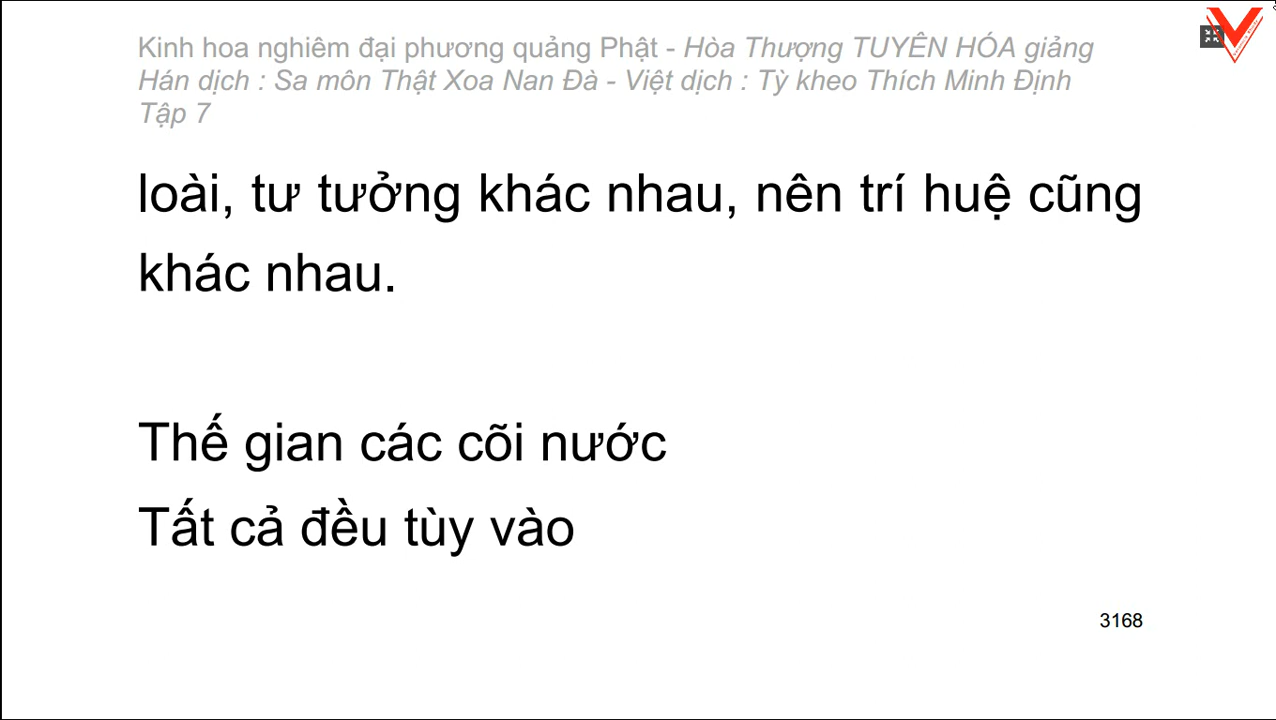 Kinh hoa nghiêm đại phương quảng Phật - Hòa Thượng TUYÊN HÓA giảng
Hán dịch : Sa môn Thật Xoa Nan Đà - Việt dịch : Tỳ kheo Thích Minh Định
Tập 7
loài, tư tưởng khác nhau, nên trí huệ cũng
khác nhau.
Thế gian các cõi nước
Tất cả đều tùy vào
3168